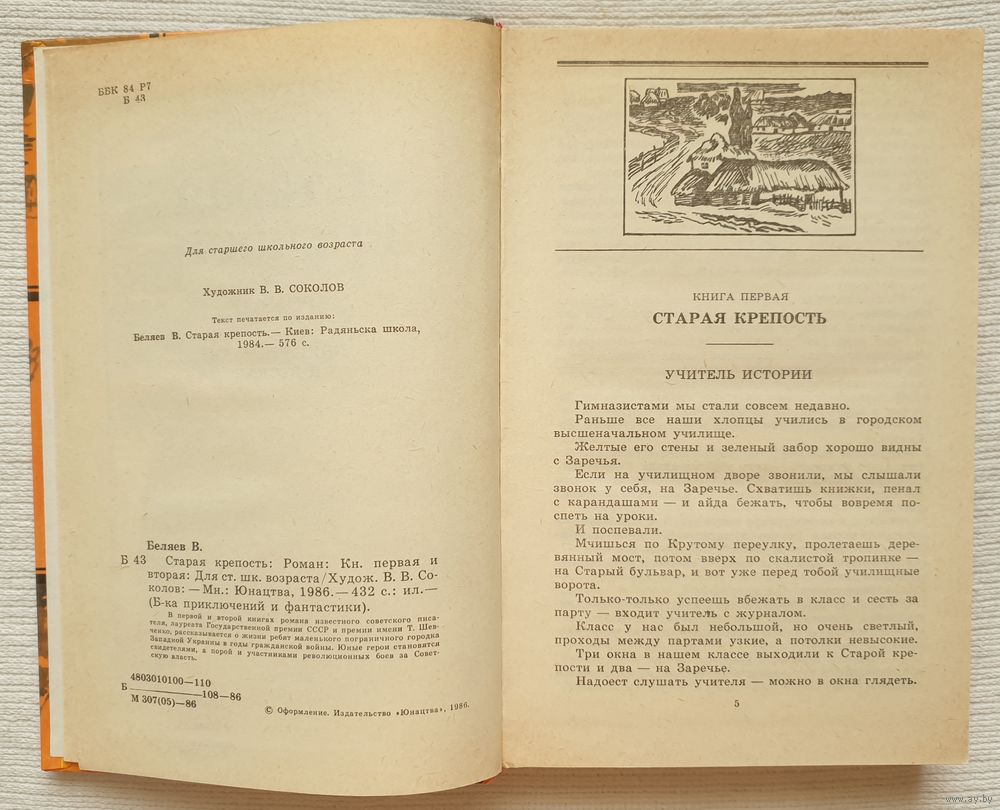 ББК 84 Р7
Б 43
Для старшего школьного возраста
Художник В. В. СОКОЛОВ
Текст печатается по изданию:
Беляев В. Старая крепость.— Киев: Радяньска школа,
1984.— 576 с.
Беляев В.
Б 43 Старая крепость: Роман: Кн. первая и
вторая: Для ст. шк. возраста/Худож. В. В. Со-
колов: — Мн.: Юнацтва, 1986.— 432 с.: ил.—
(Б-ка приключений и фантастики).
В первой и второй книгах романа известного советского писа-
теля, лауреата Государственной премии СССР и премии имени Т. Шев-
ченко, рассказывается о жизни ребят маленького пограничного городка
Западной Украины в годы гражданской войны. Юные герои становятся
свидетелями, а порой и участниками революционных боев за Совет-
скую власть.
4803010100—110
Б 108—86
М 307(05)—86
© Оформление. Издательство «Юнацтва», 1986.
КНИГА ПЕРВАЯ
СТАРАЯ КРЕПОСТЬ
УЧИТЕЛЬ ИСТОРИИ
Гимназистами мы стали совсем недавно.
Раньше все наши хлопцы учились в городском
высшеначальном училище.
Желтые его стены и зеленый забор хорошо видны
с Заречья.
Если на училищном дворе звонили, мы слышали
звонок у себя, на Заречье. Схватишь книжки, пенал
с карандашами — и айда бежать, чтобы вовремя по-
спеть на уроки.
И поспевали.
Мчишься по Крутому переулку, пролетаешь дере-
вянный мост, потом вверх по скалистой тропинке —
на Старый бульвар, и вот уже перед тобой училищные
ворота.
Только-только успеешь вбежать в класс и сесть за
парту — входит учитель с журналом.
Класс у нас был небольшой, но очень светлый,
проходы между партами узкие, а потолки невысокие.
Три окна в нашем классе выходили к Старой кре-
пости и два — на Заречье.
Надоест слушать учителя — можно в окна глядеть.
5
www.ay.by